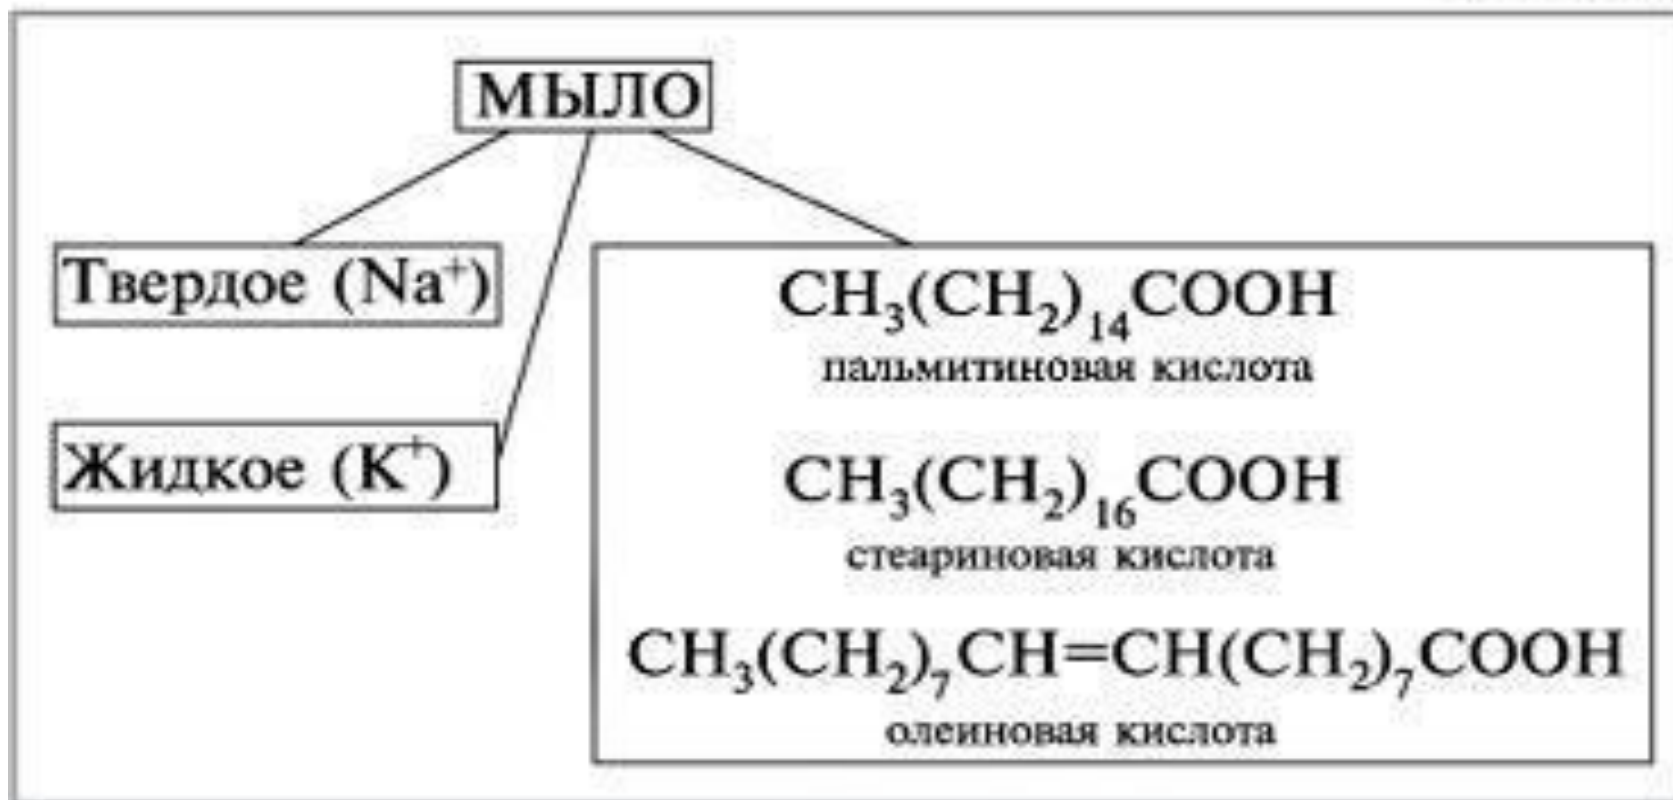 МЫЛО
Твердое (Na⁺)
Жидкое (K⁺)
CH₃(CH₂)₁₄COOH
пальмитиновая кислота
CH₃(CH₂)₁₆COOH
стеариновая кислота
CH₃(CH₂)₇CH=CH(CH₂)₇COOH
олеиновая кислота